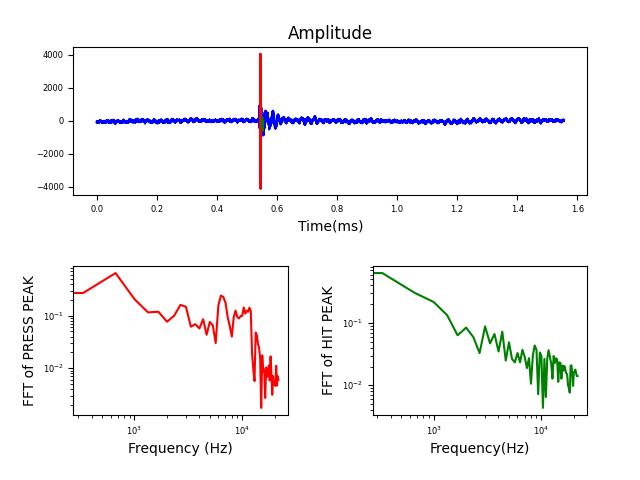 Amplitude
4000
2000
0
−2000
−4000
0.0 0.2 0.4 0.6 0.8 1.0 1.2 1.4 1.6
Time(ms)
FFT of PRESS PEAK
10⁻¹
10⁻²
10³ 10⁴
Frequency (Hz)
FFT of HIT PEAK
10⁻¹
10⁻²
10³ 10⁴
Frequency(Hz)